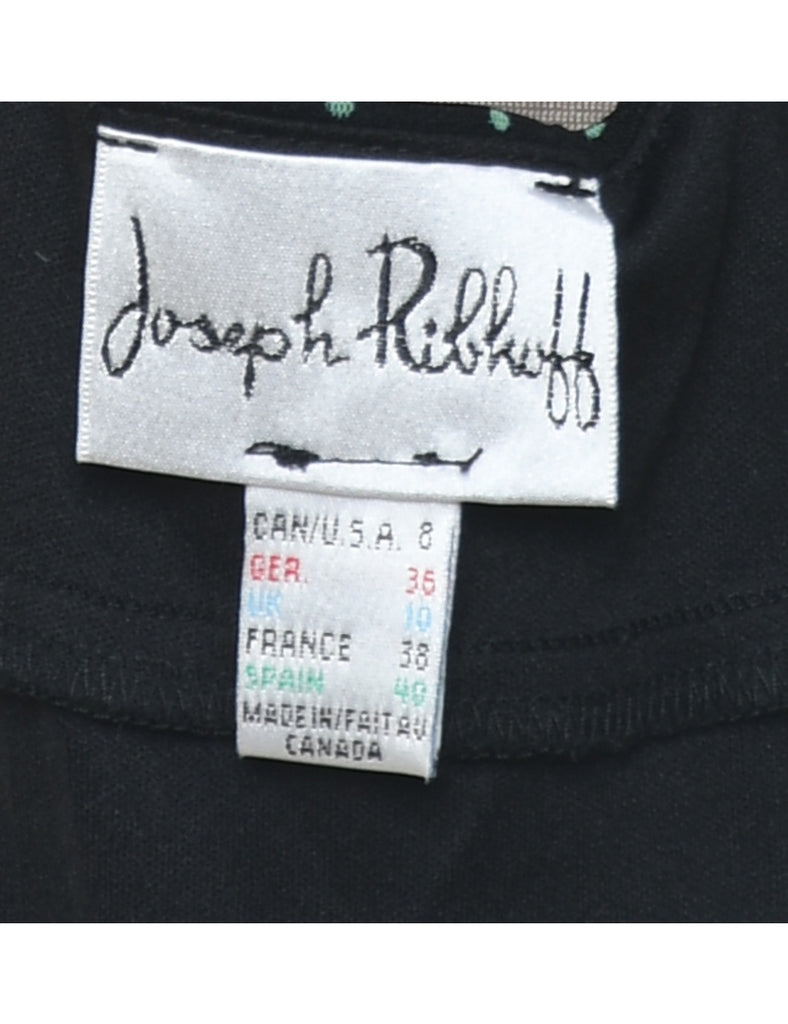 Joseph Ribkoff
CAN/U.S.A. 8
GER. 36
UK 10
FRANCE 38
SPAIN 40
MADE IN/FAIT AU
CANADA